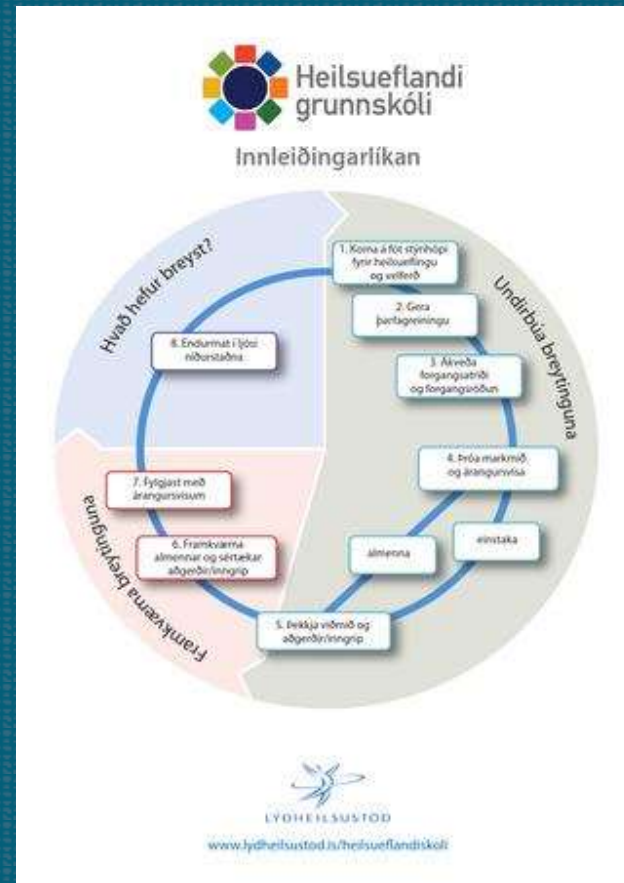 Heilsueflandi
grunnskóli
Innleiðingarlíkan
Hvað hefur breyst?
Undirbúa breytinguna
Framkvæma breytinguna
1. Koma á fót stýrihópi
fyrir heilsueflingu
og velferð
2. Gera
þarfagreiningu
3. Ákveða
forgangsatriði
og forgangsröðun
4. Þróa markmið
og árangursvísa
einstaka
almenna
5. Þekkja viðmið og
aðgerðir/inngrip
6. Framkværna
almennar og sértækar
aðgerðir/inngrip
7. Fylgjast með
árangursvísum
8. Endurmat í ljósi
niðurstaðna
LÝÐHEILSUSTÖÐ
www.lydheilsustod.is/heilsueflandiskoli